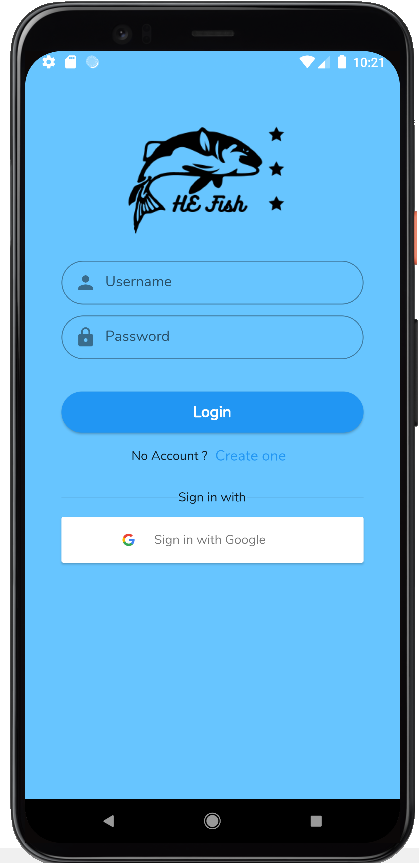 10:21
HE Fish
Username
Password
Login
No Account ? Create one
Sign in with
Sign in with Google